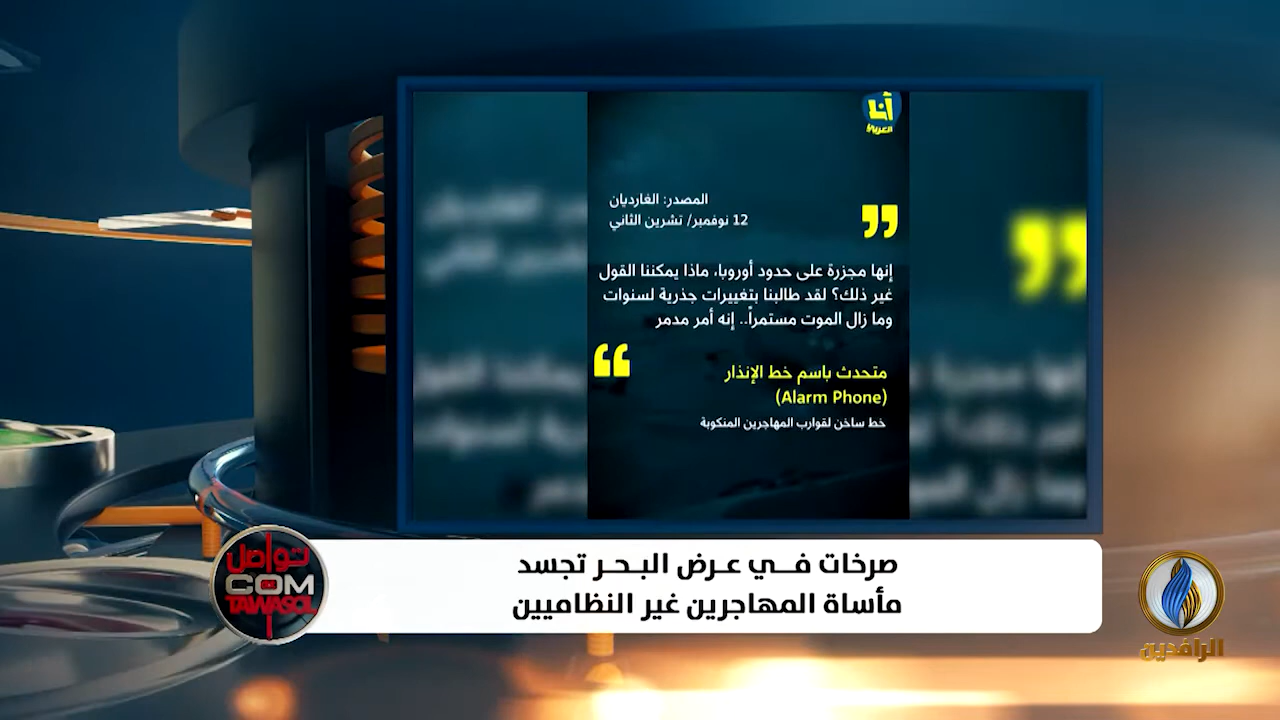 أنا
العربي
المصدر: الغارديان
12 نوفمبر/ تشرين الثاني
إنها مجزرة على حدود أوروبا، ماذا يمكننا القول
غير ذلك؟ لقد طالبنا بتغييرات جذرية لسنوات
وما زال الموت مستمراً.. إنه أمر مدمر
متحدث باسم خط الإنذار
(Alarm Phone)
خط ساخن لقوارب المهاجرين المنكوبة
صرخات في عرض البحر تجسد
مأساة المهاجرين غير النظاميين
تواصل
COM
TAWASOL
الرافدين